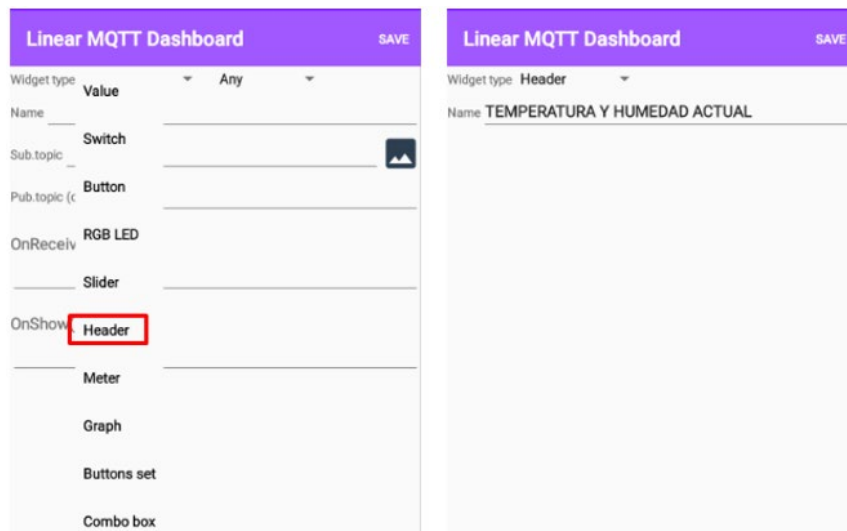 Linear MQTT Dashboard SAVE
Widget type Any
Value
Name
Switch
Sub.topic
Button
Pub.topic (
RGB LED
OnReceiv
Slider
OnShow
Header
Meter
Graph
Buttons set
Combo box
Linear MQTT Dashboard SAVE
Widget type Header
Name TEMPERATURA Y HUMEDAD ACTUAL